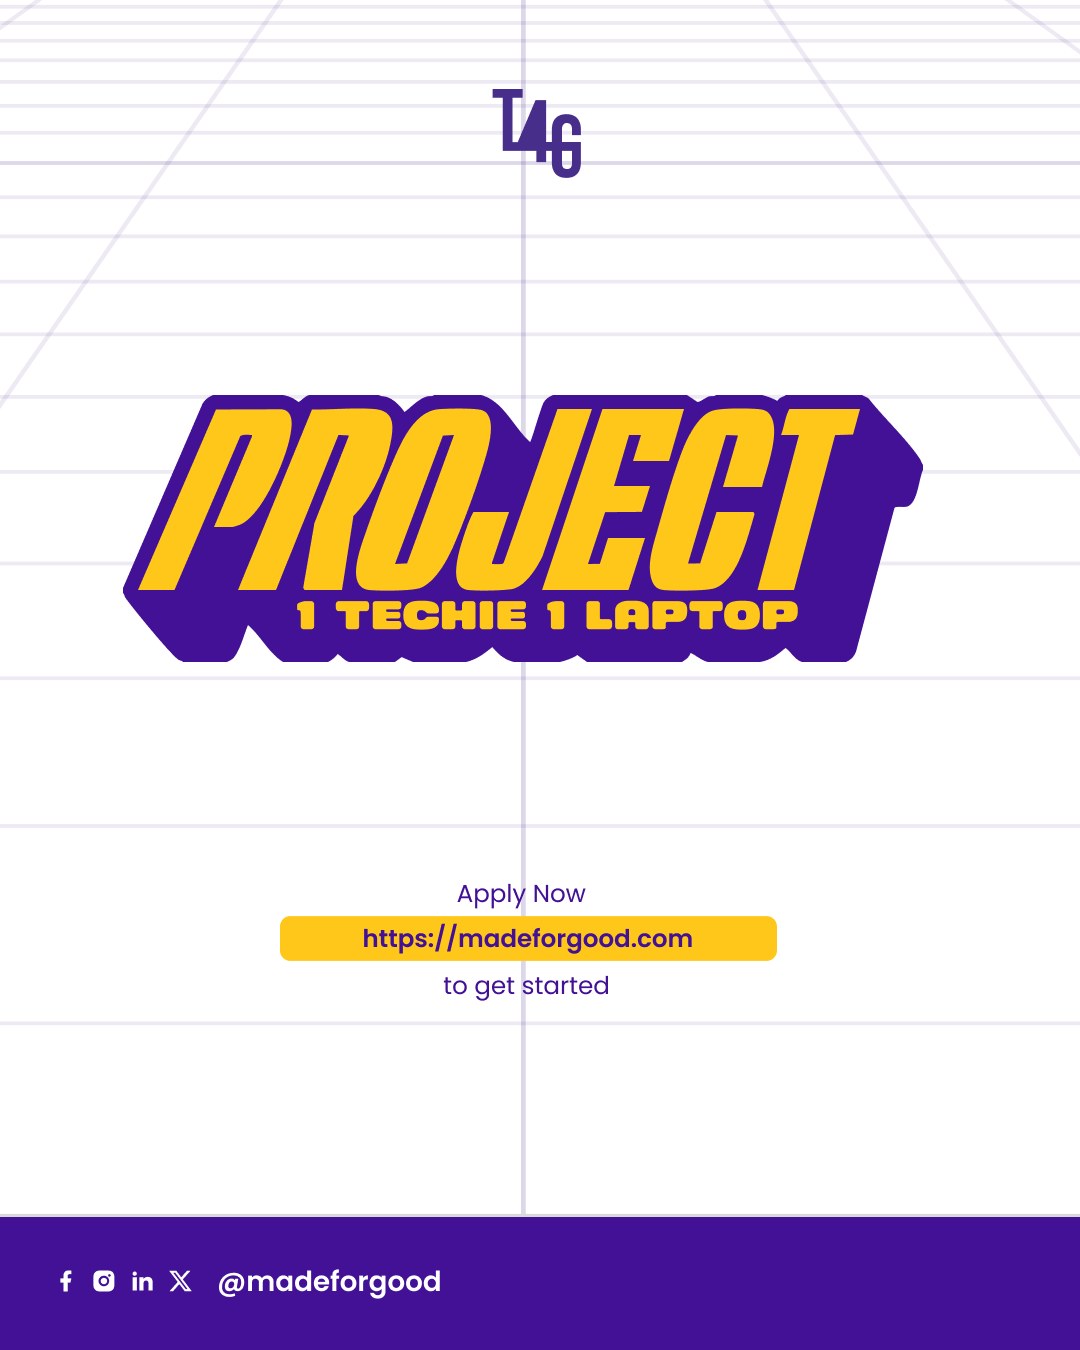 T4G
PROJECT
1 TECHIE 1 LAPTOP
Apply Now
https://madeforgood.com
to get started
@madeforgood